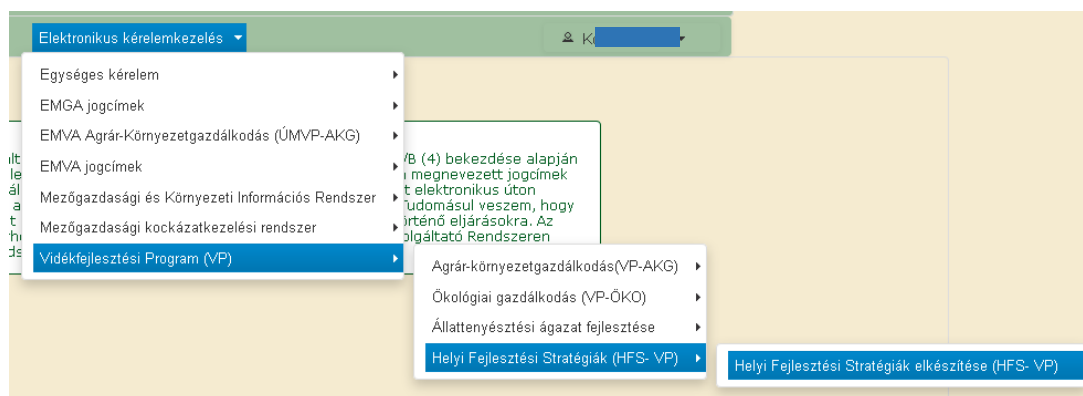 Elektronikus kérelemkezelés
Egységes kérelem
EMGA jogcímek
EMVA Agrár-Környezetgazdálkodás (ÚMVP-AKG)
EMVA jogcímek
Mezőgazdasági és Környezeti Információs Rendszer
Mezőgazdasági kockázatkezelési rendszer
Vidékfejlesztési Program (VP)
/B (4) bekezdése alapján
megnevezett jogcímek
t elektronikus úton
Tudomásul veszem, hogy
történő eljárásokra. Az
Rendszeren
Agrár-környezetgazdálkodás(VP-AKG)
Ökológiai gazdálkodás (VP-ÖKO)
Állattenyésztési ágazat fejlesztése
Helyi Fejlesztési Stratégiák (HFS- VP)
Helyi Fejlesztési Stratégiák elkészítése (HFS- VP)